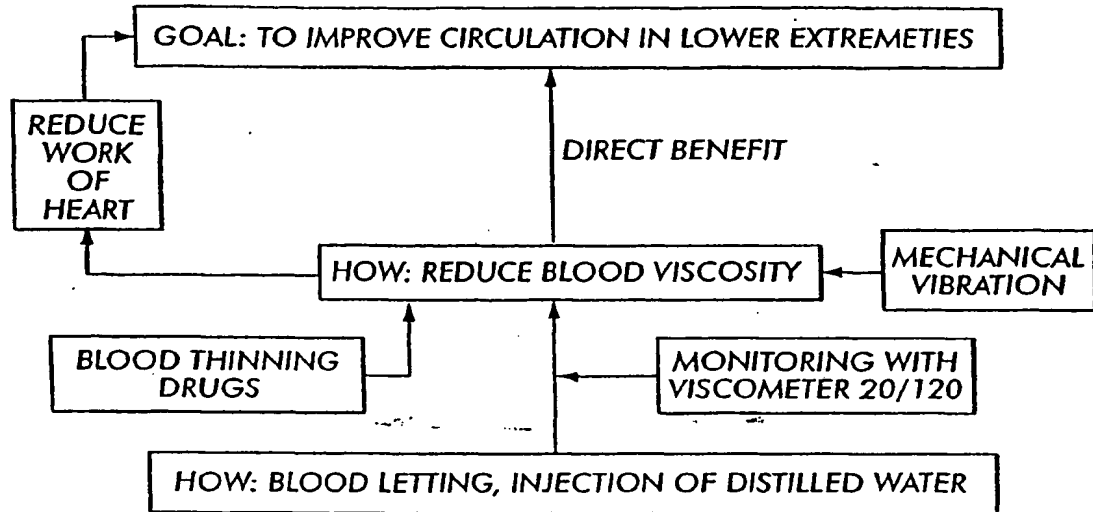 GOAL: TO IMPROVE CIRCULATION IN LOWER EXTREMETIES
REDUCE
WORK
OF
HEART
DIRECT BENEFIT
HOW: REDUCE BLOOD VISCOSITY
MECHANICAL
VIBRATION
BLOOD THINNING
DRUGS
MONITORING WITH
VISCOMETER 20/120
HOW: BLOOD LETTING, INJECTION OF DISTILLED WATER